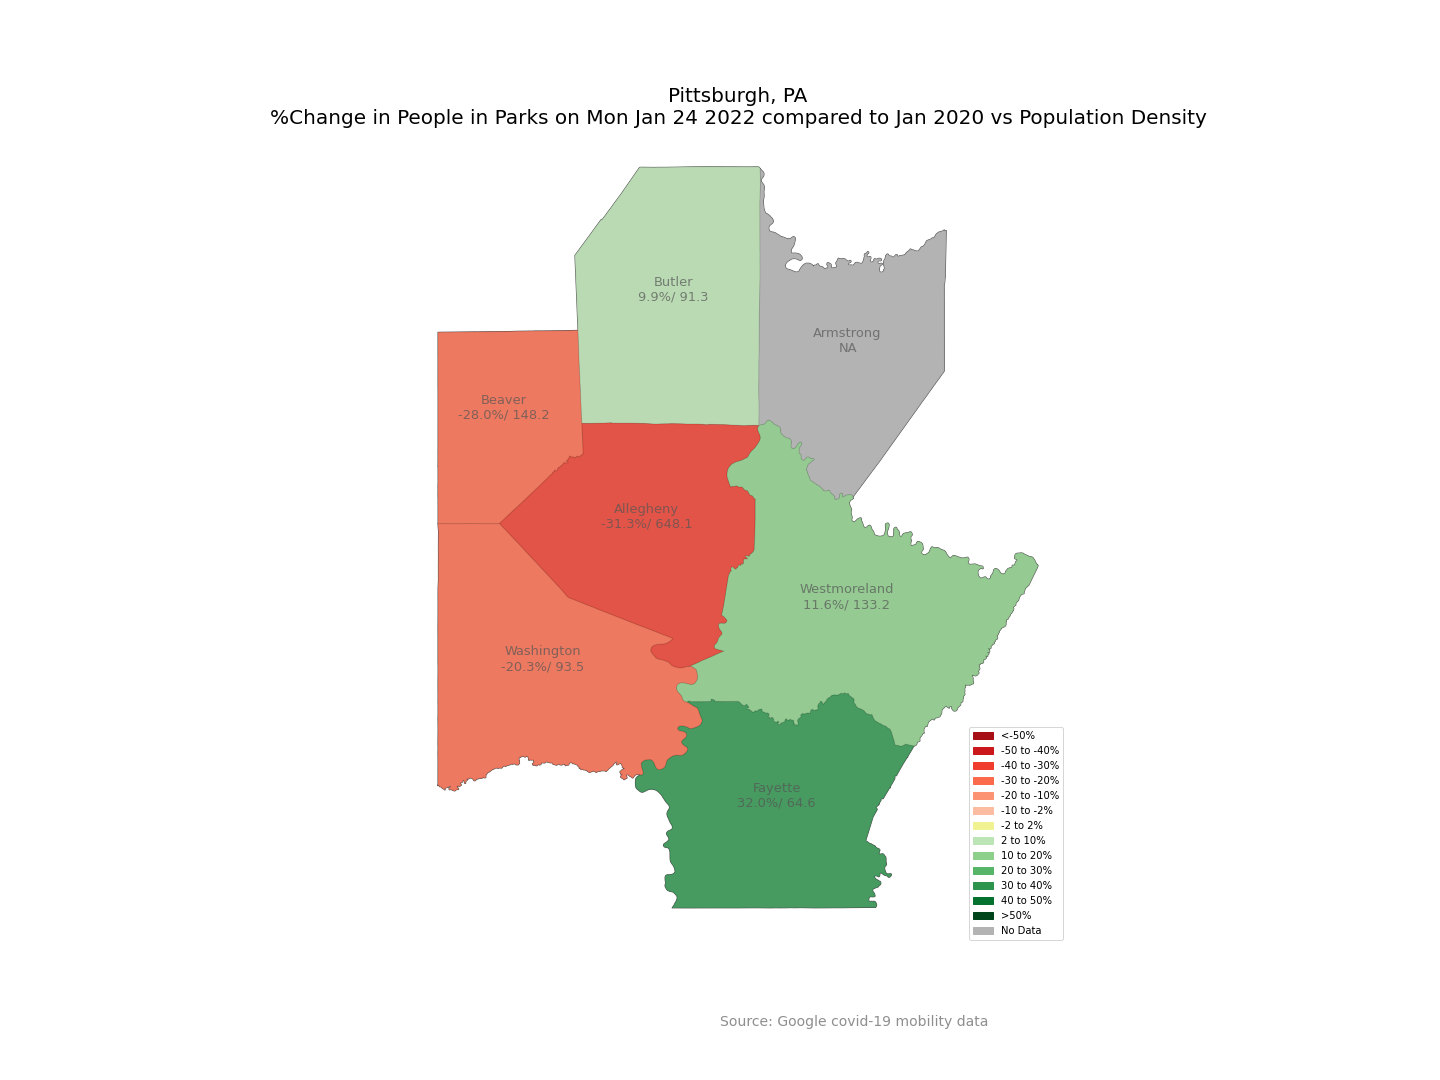 Pittsburgh, PA
%Change in People in Parks on Mon Jan 24 2022 compared to Jan 2020 vs Population Density
Butler
9.9%/ 91.3
Armstrong
NA
Beaver
-28.0%/ 148.2
Allegheny
-31.3%/ 648.1
Westmoreland
11.6%/ 133.2
Washington
-20.3%/ 93.5
Fayette
32.0%/ 64.6
<-50%
-50 to -40%
-40 to -30%
-30 to -20%
-20 to -10%
-10 to -2%
-2 to 2%
2 to 10%
10 to 20%
20 to 30%
30 to 40%
40 to 50%
>50%
No Data
Source: Google covid-19 mobility data